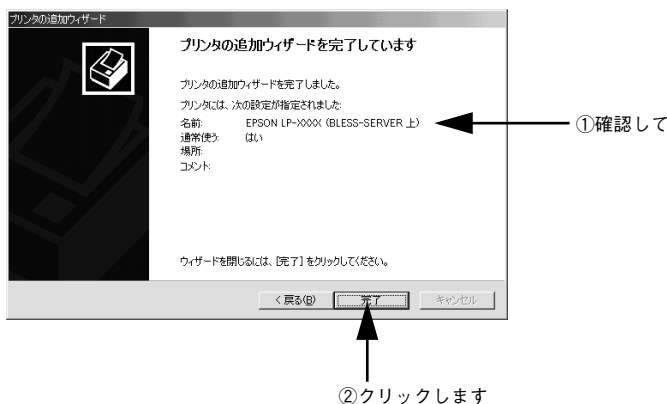 プリンタの追加ウィザード
プリンタの追加ウィザードを完了しています
プリンタの追加ウィザードを完了しました。
プリンタには、次の設定が指定されました:
名前: EPSON LP-XXXX (BLESS-SERVER 上)
通常使う: はい
場所:
コメント:
①確認して
ウィザードを閉じるには、[完了] をクリックしてください。
< 戻る(B) 完了 キャンセル
②クリックします